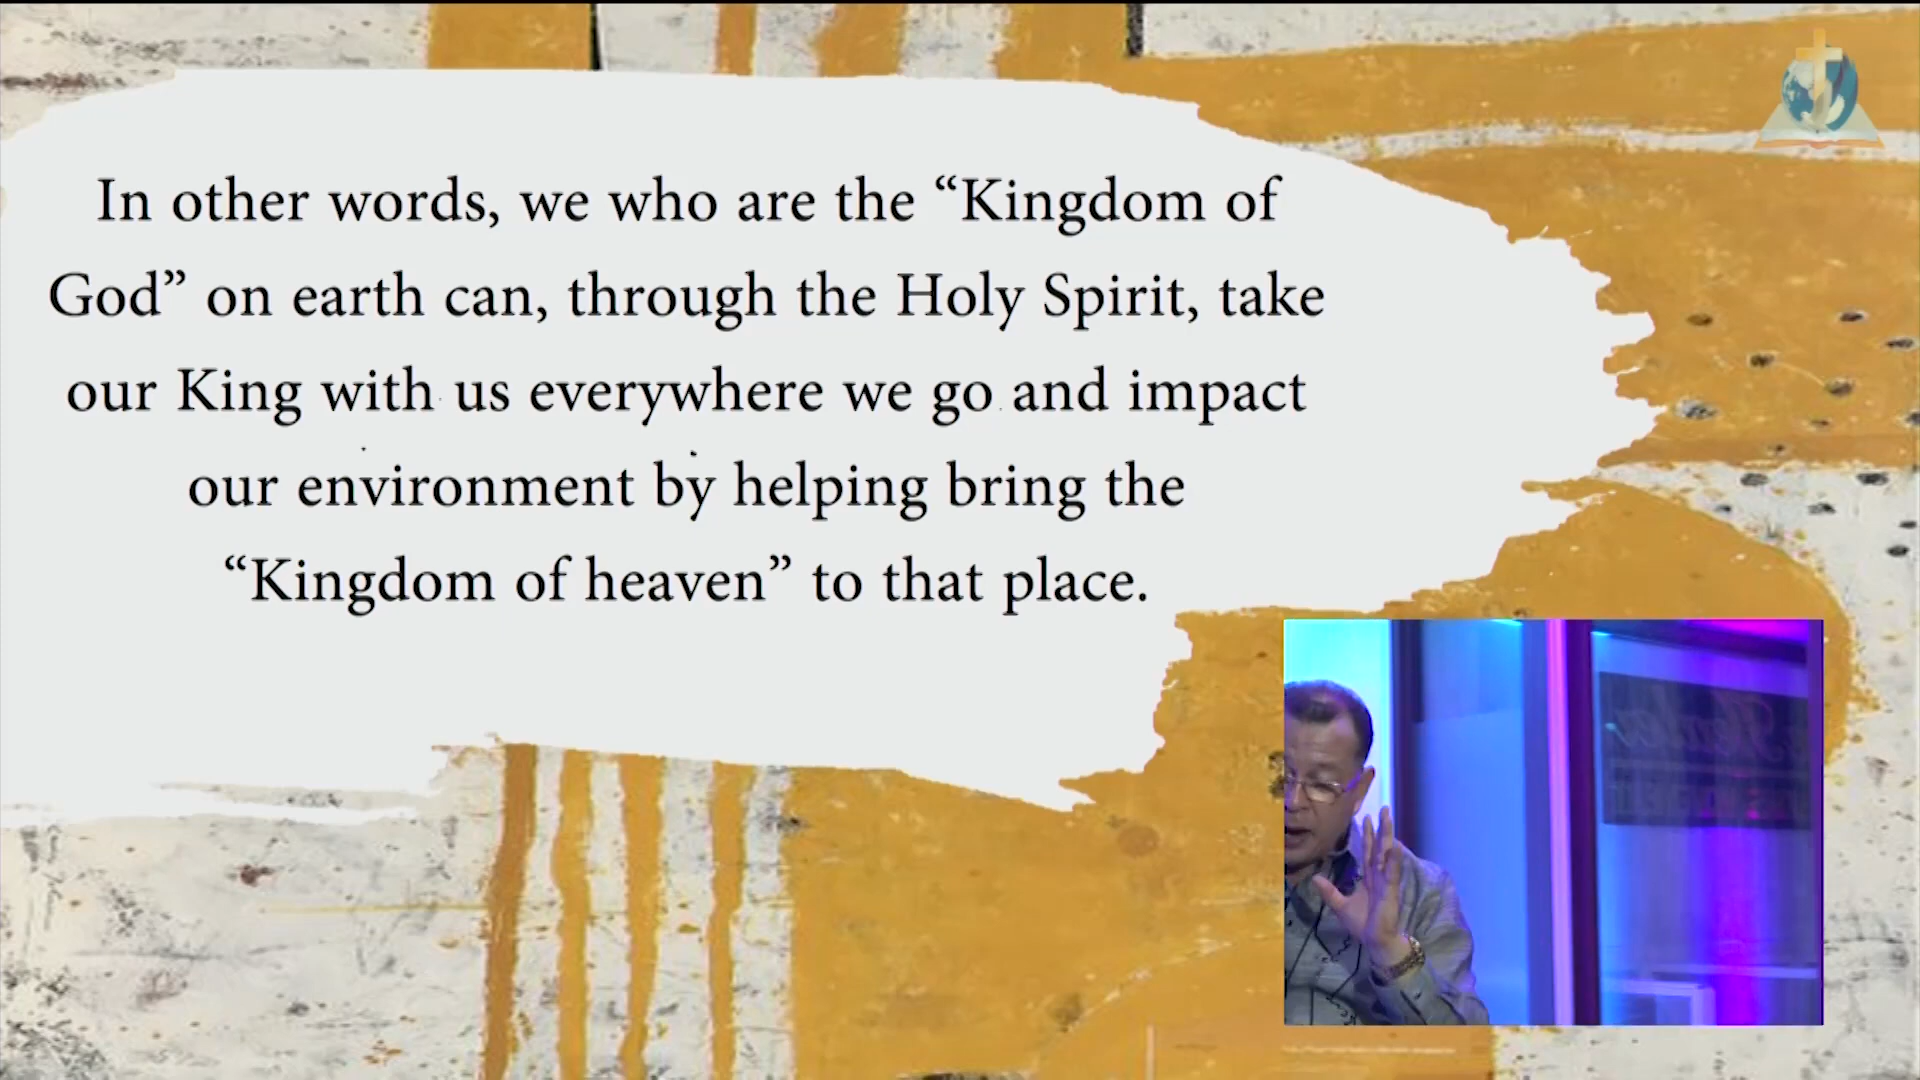 In other words, we who are the “Kingdom of
God” on earth can, through the Holy Spirit, take
our King with us everywhere we go and impact
our environment by helping bring the
“Kingdom of heaven” to that place.